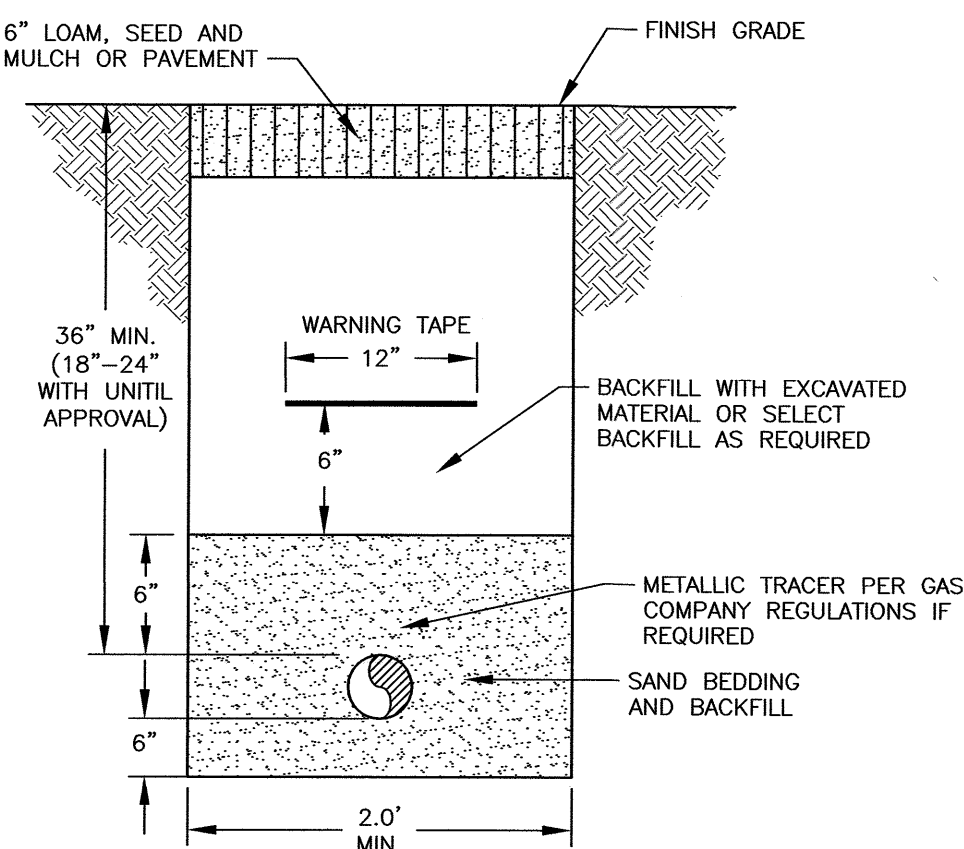 6” LOAM, SEED AND
MULCH OR PAVEMENT
FINISH GRADE
36” MIN.
(18”–24”
WITH UNITIL
APPROVAL)
WARNING TAPE
12”
BACKFILL WITH EXCAVATED
MATERIAL OR SELECT
BACKFILL AS REQUIRED
6”
6”
METALLIC TRACER PER GAS
COMPANY REGULATIONS IF
REQUIRED
SAND BEDDING
AND BACKFILL
6”
2.0’
MIN